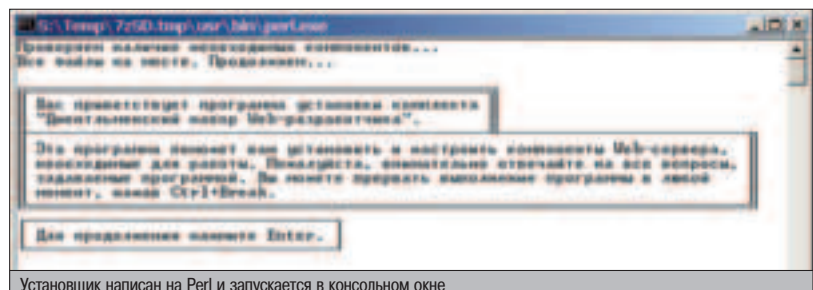 S:\Temp\7zSD.tmp\usr\bin\perl.exe
Проверяем наличие необходимых компонентов...
Все файлы на месте. Продолжаем...
Вас приветствует программа установки комплекта
"Джентльменский набор Web-разработчика".
Эта программа поможет вам установить и настроить компоненты Web-сервера,
необходимые для работы. Пожалуйста, внимательно отвечайте на все вопросы,
задаваемые программой. Вы можете прервать выполнение программы в любой
момент, нажав Ctrl+Break.
Для продолжения нажмите Enter.
Установщик написан на Perl и запускается в консольном окне